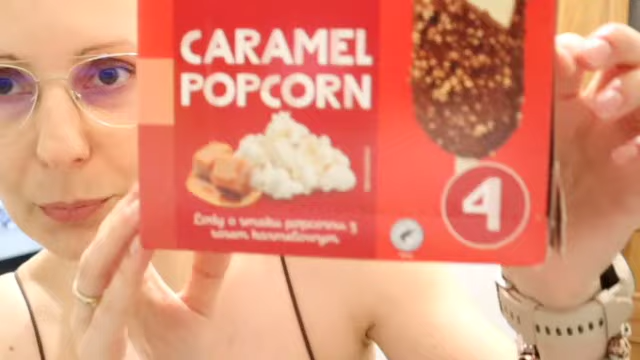 CARAMEL
POPCORN
Lody o smaku popcornu z
sosem karmelowym
4